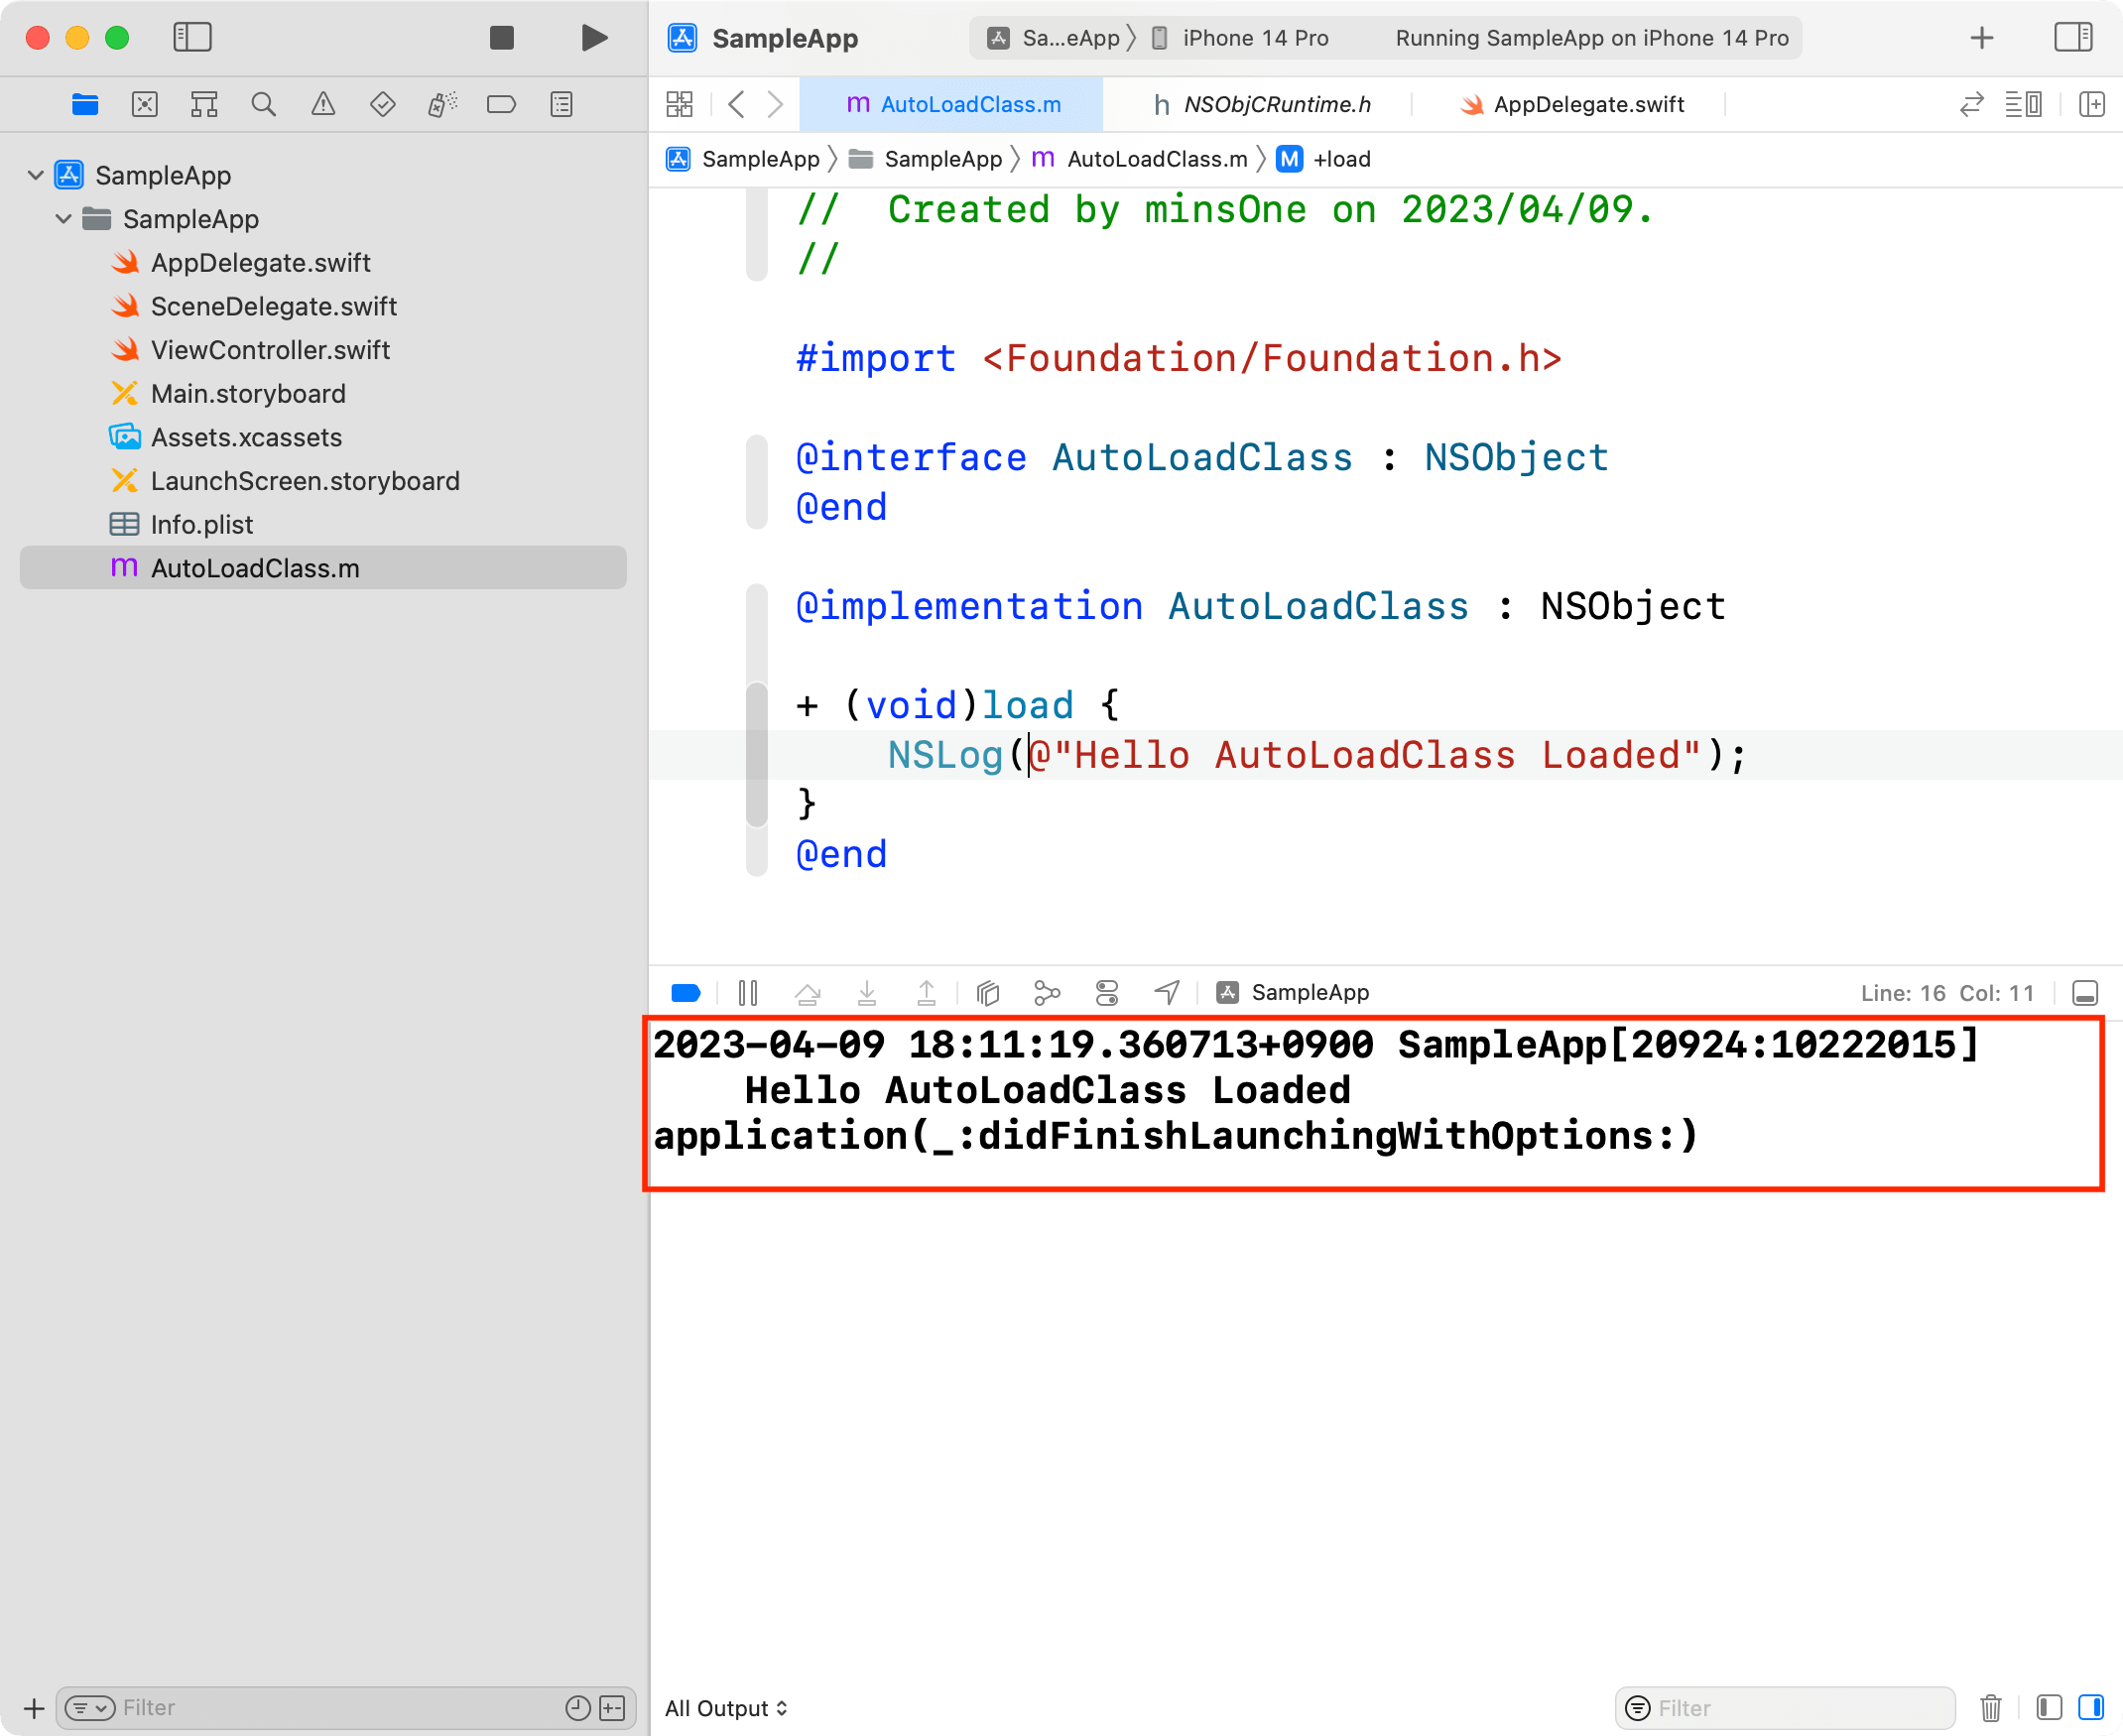 SampleApp
Sa...eApp
iPhone 14 Pro
Running SampleApp on iPhone 14 Pro
m AutoLoadClass.m
h NSObjCRuntime.h
AppDelegate.swift
SampleApp
SampleApp
m AutoLoadClass.m
M +load
SampleApp
SampleApp
AppDelegate.swift
SceneDelegate.swift
ViewController.swift
Main.storyboard
Assets.xcassets
LaunchScreen.storyboard
Info.plist
m AutoLoadClass.m
//  Created by minsOne on 2023/04/09.
//
#import <Foundation/Foundation.h>
@interface AutoLoadClass : NSObject
@end
@implementation AutoLoadClass : NSObject
+ (void)load {
    NSLog(@"Hello AutoLoadClass Loaded");
}
@end
SampleApp
Line: 16 Col: 11
2023-04-09 18:11:19.360713+0900 SampleApp[20924:10222015]
    Hello AutoLoadClass Loaded
application(_:didFinishLaunchingWithOptions:)
Filter
All Output
Filter